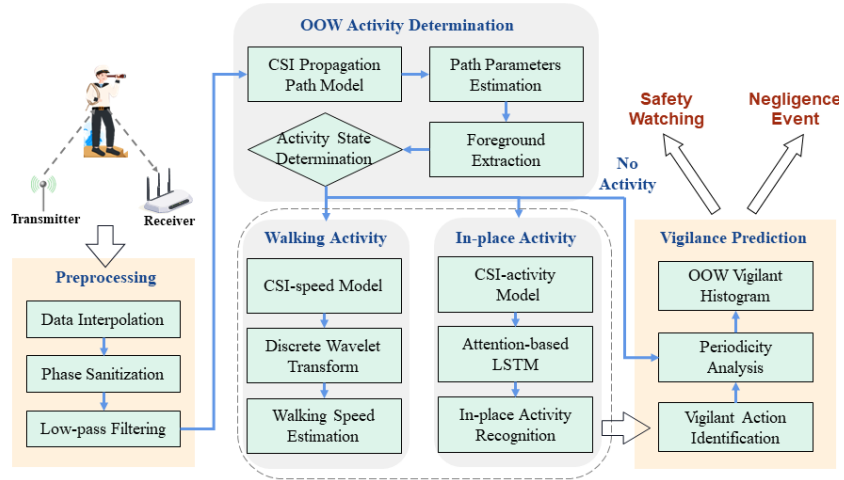 OOW Activity Determination
CSI Propagation
Path Model
Path Parameters
Estimation
Activity State
Determination
Foreground
Extraction
Safety
Watching
Negligence
Event
No
Activity
Transmitter
Receiver
Preprocessing
Data Interpolation
Phase Sanitization
Low-pass Filtering
Walking Activity
CSI-speed Model
Discrete Wavelet
Transform
Walking Speed
Estimation
In-place Activity
CSI-activity
Model
Attention-based
LSTM
In-place Activity
Recognition
Vigilance Prediction
OOW Vigilant
Histogram
Periodicity
Analysis
Vigilant Action
Identification